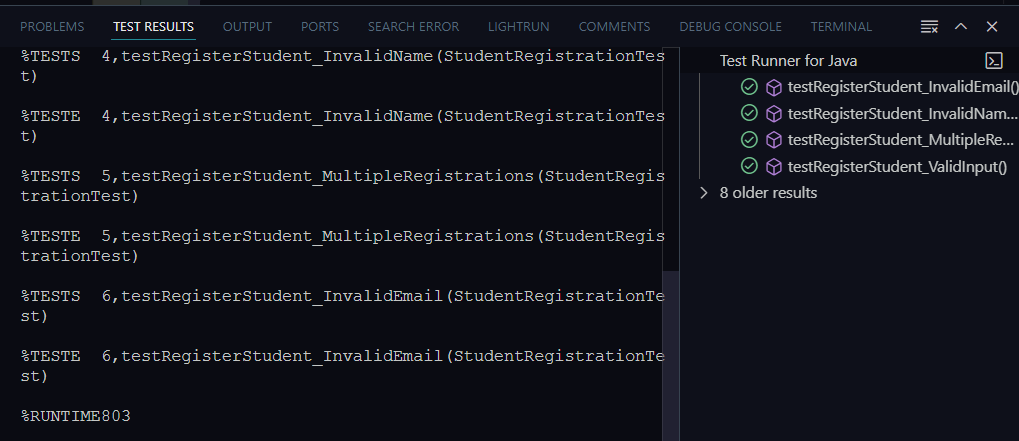 PROBLEMS TEST RESULTS OUTPUT PORTS SEARCH ERROR LIGHTRUN COMMENTS DEBUG CONSOLE TERMINAL
%TESTS 4,testRegisterStudent_InvalidName(StudentRegistrationTes
t)
%TESTE 4,testRegisterStudent_InvalidName(StudentRegistrationTes
t)
%TESTS 5,testRegisterStudent_MultipleRegistrations(StudentRegis
trationTest)
%TESTE 5,testRegisterStudent_MultipleRegistrations(StudentRegis
trationTest)
%TESTS 6,testRegisterStudent_InvalidEmail(StudentRegistrationTe
st)
%TESTE 6,testRegisterStudent_InvalidEmail(StudentRegistrationTe
st)
%RUNTIME803
Test Runner for Java
testRegisterStudent_InvalidEmail()
testRegisterStudent_InvalidNam...
testRegisterStudent_MultipleRe...
testRegisterStudent_ValidInput()
8 older results